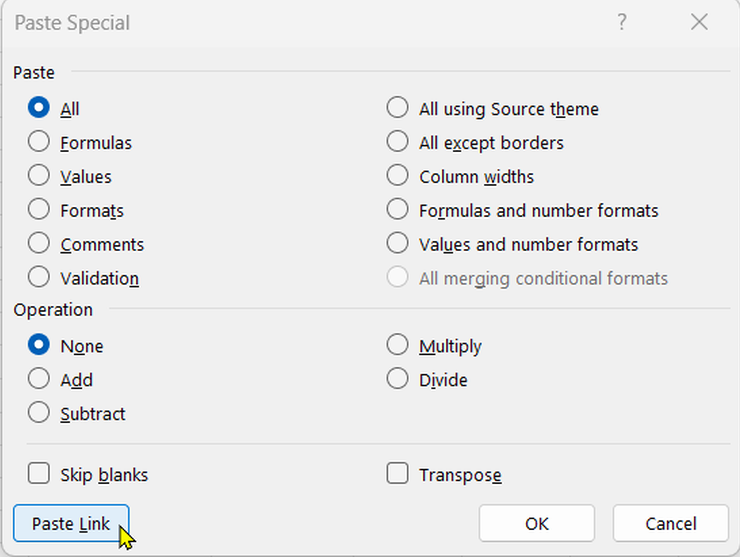 Paste Special ?
Paste
All
All using Source theme
Formulas
All except borders
Values
Column widths
Formats
Formulas and number formats
Comments
Values and number formats
Validation
All merging conditional formats
Operation
None
Multiply
Add
Divide
Subtract
Skip blanks
Transpose
Paste Link
OK
Cancel